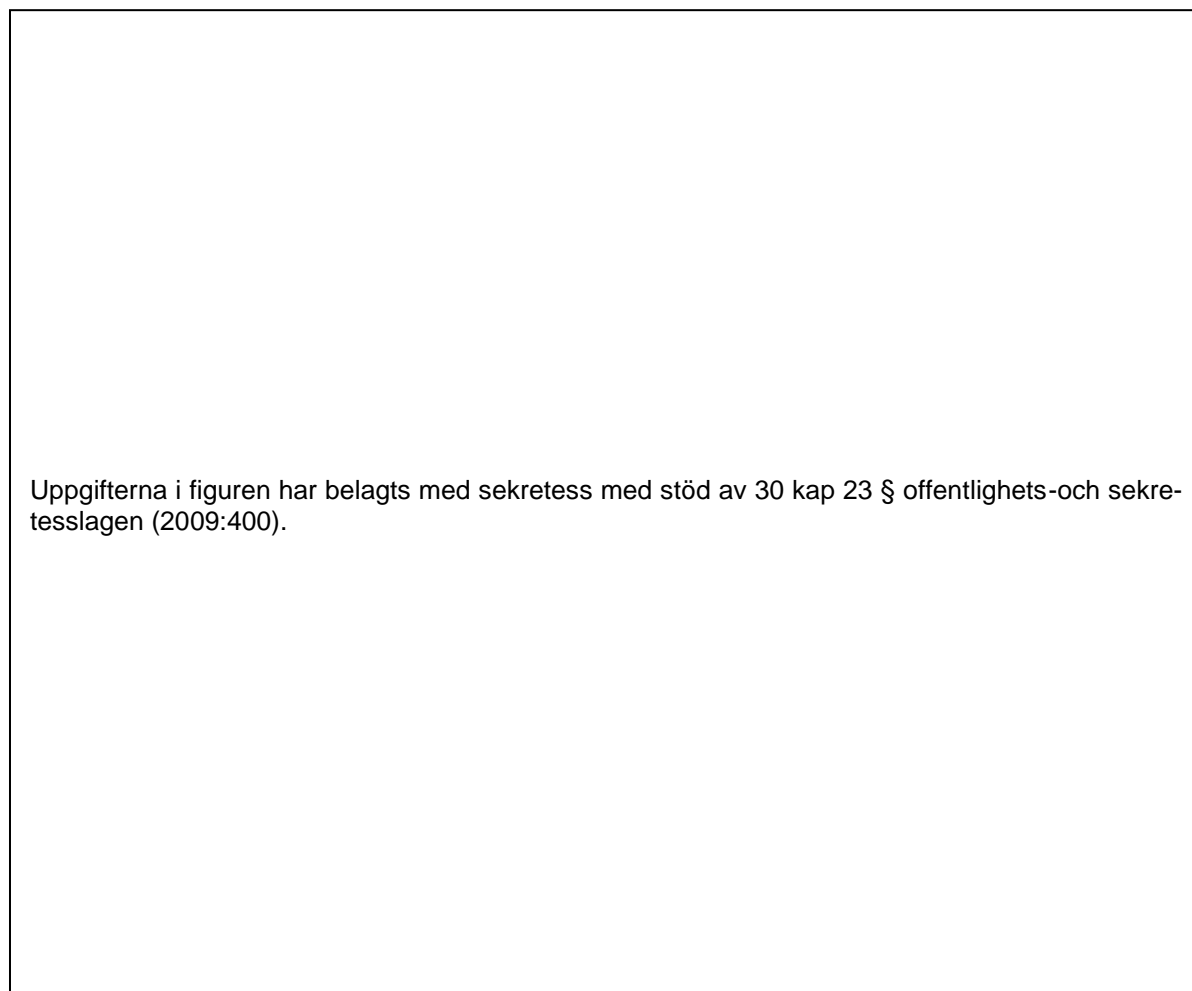 Uppgifterna i figuren har belagts med sekretess med stöd av 30 kap 23 § offentlighets-och sekre-
tesslagen (2009:400).